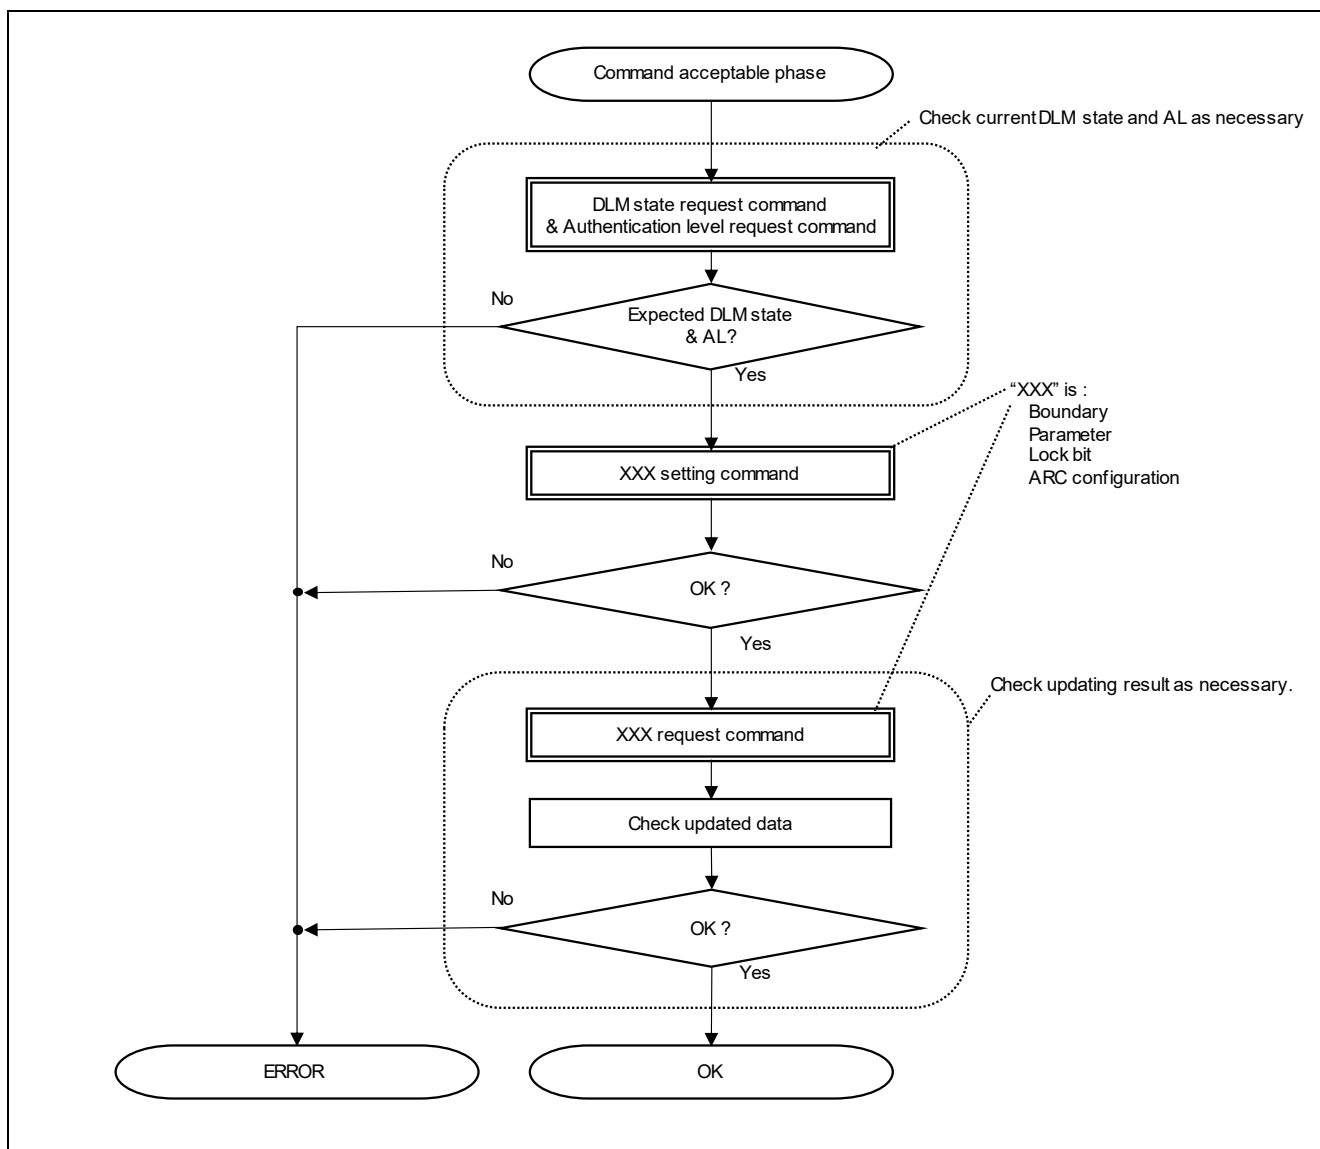 Command acceptable phase
Check current DLM state and AL as necessary
DLM state request command
& Authentication level request command
No
Expected DLM state
& AL?
Yes
“XXX” is :
Boundary
Parameter
Lock bit
ARC configuration
XXX setting command
No
OK ?
Yes
Check updating result as necessary.
XXX request command
Check updated data
No
OK ?
Yes
ERROR
OK